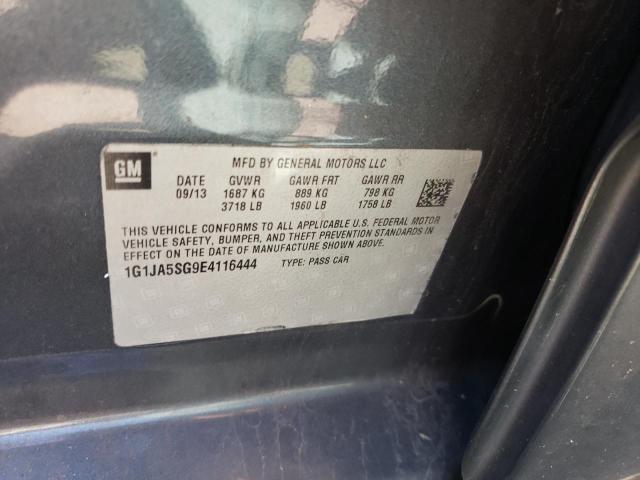 GM
MFD BY GENERAL MOTORS LLC
DATE GVWR GAWR FRT GAWR RR
09/13 1687 KG 889 KG 798 KG
3718 LB 1960 LB 1758 LB
THIS VEHICLE CONFORMS TO ALL APPLICABLE U.S. FEDERAL MOTOR
VEHICLE SAFETY, BUMPER, AND THEFT PREVENTION STANDARDS IN
EFFECT ON THE DATE OF MANUFACTURE SHOWN ABOVE.
1G1JA5SG9E4116444 TYPE: PASS CAR